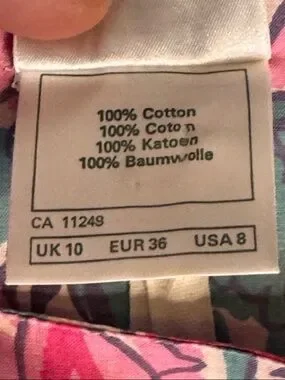 100% Cotton
100% Coton
100% Katoen
100% Baumwolle
CA 11249
UK 10 EUR 36 USA 8